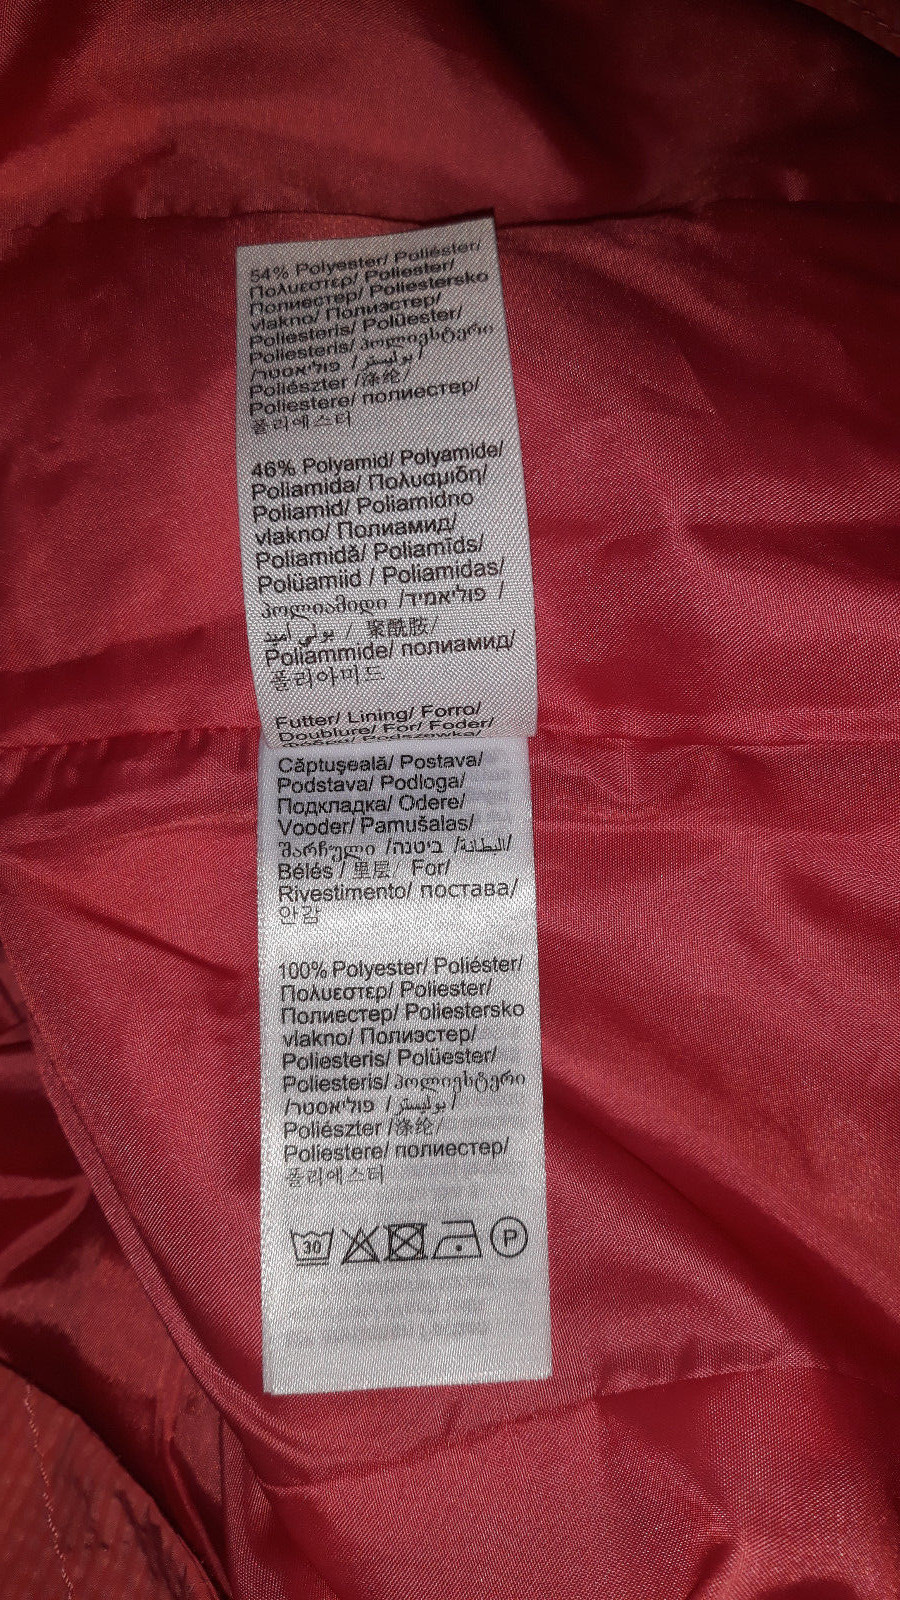 54% Polyester/ Poliéster/
Πολυεστερ/ Poliester/
Полиестер/ Poliestersko
vlakno/ Полиэстер/
Poliesteris/ Polüester/
Poliesteris/ პოლიესტერი
/פוליאסטר /بوليستر/
Poliészter /涤纶/
Poliestere/ полиестер/
폴리에스터
46% Polyamid/ Polyamide/
Poliamida/ Πολυαμιδη/
Poliamid/ Poliamidno
vlakno/ Полиамид/
Poliamidă/ Poliamīds/
Polüamiid / Poliamidas/
პოლიამიდი /פוליאמיד /
بولي أميد / 聚酰胺/
Poliammide/ полиамид/
폴리아미드
Futter/ Lining/ Forro/
Doublure/ For/ Foder/
Φόδρα/ Podszewka/
Căptuşeală/ Postava/
Podstava/ Podloga/
Подкладка/ Odere/
Vooder/ Pamušalas/
სარჩული /ביטנה /البطانة/
Bélés / 里层/ For/
Rivestimento/ постава/
안감
100% Polyester/ Poliéster/
Πολυεστερ/ Poliester/
Полиестер/ Poliestersko
vlakno/ Полиэстер/
Poliesteris/ Polüester/
Poliesteris/ პოლიესტერი
/פוליאסטר /بوليستر/
Poliészter /涤纶/
Poliestere/ полиестер/
폴리에스터
30 P